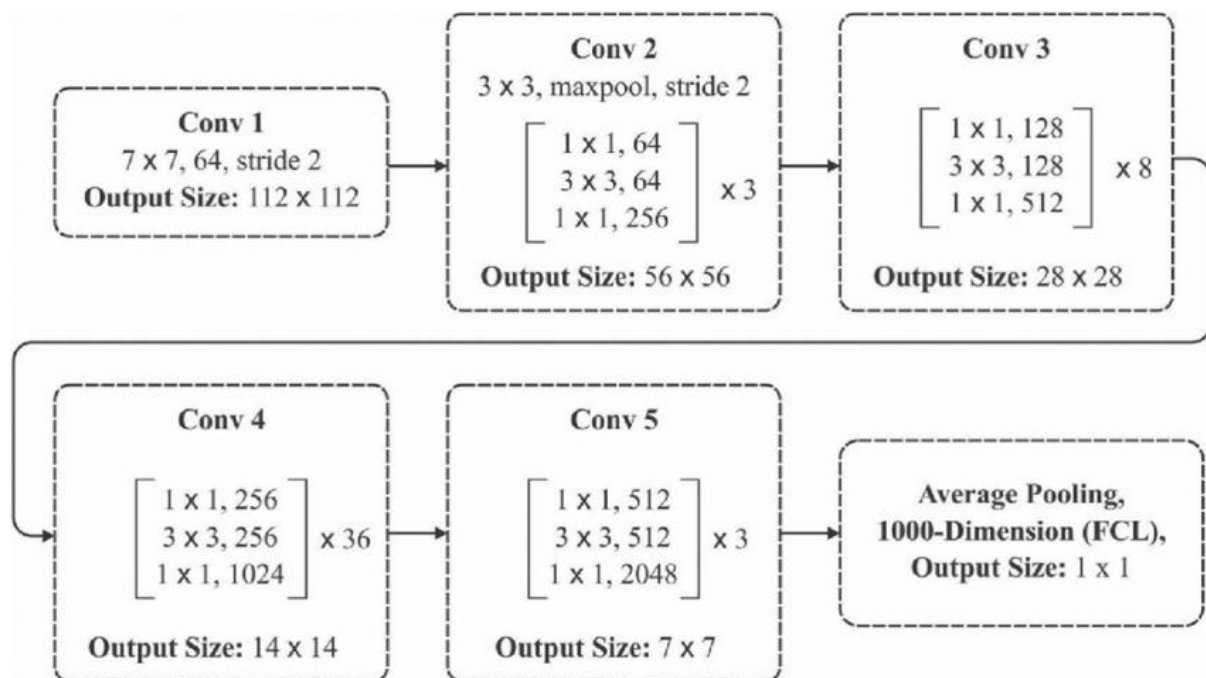 Conv 1
7 x 7, 64, stride 2
Output Size: 112 x 112
Conv 2
3 x 3, maxpool, stride 2
1 x 1, 64
3 x 3, 64
1 x 1, 256
x 3
Output Size: 56 x 56
Conv 3
1 x 1, 128
3 x 3, 128
1 x 1, 512
x 8
Output Size: 28 x 28
Conv 4
1 x 1, 256
3 x 3, 256
1 x 1, 1024
x 36
Output Size: 14 x 14
Conv 5
1 x 1, 512
3 x 3, 512
1 x 1, 2048
x 3
Output Size: 7 x 7
Average Pooling,
1000-Dimension (FCL),
Output Size: 1 x 1